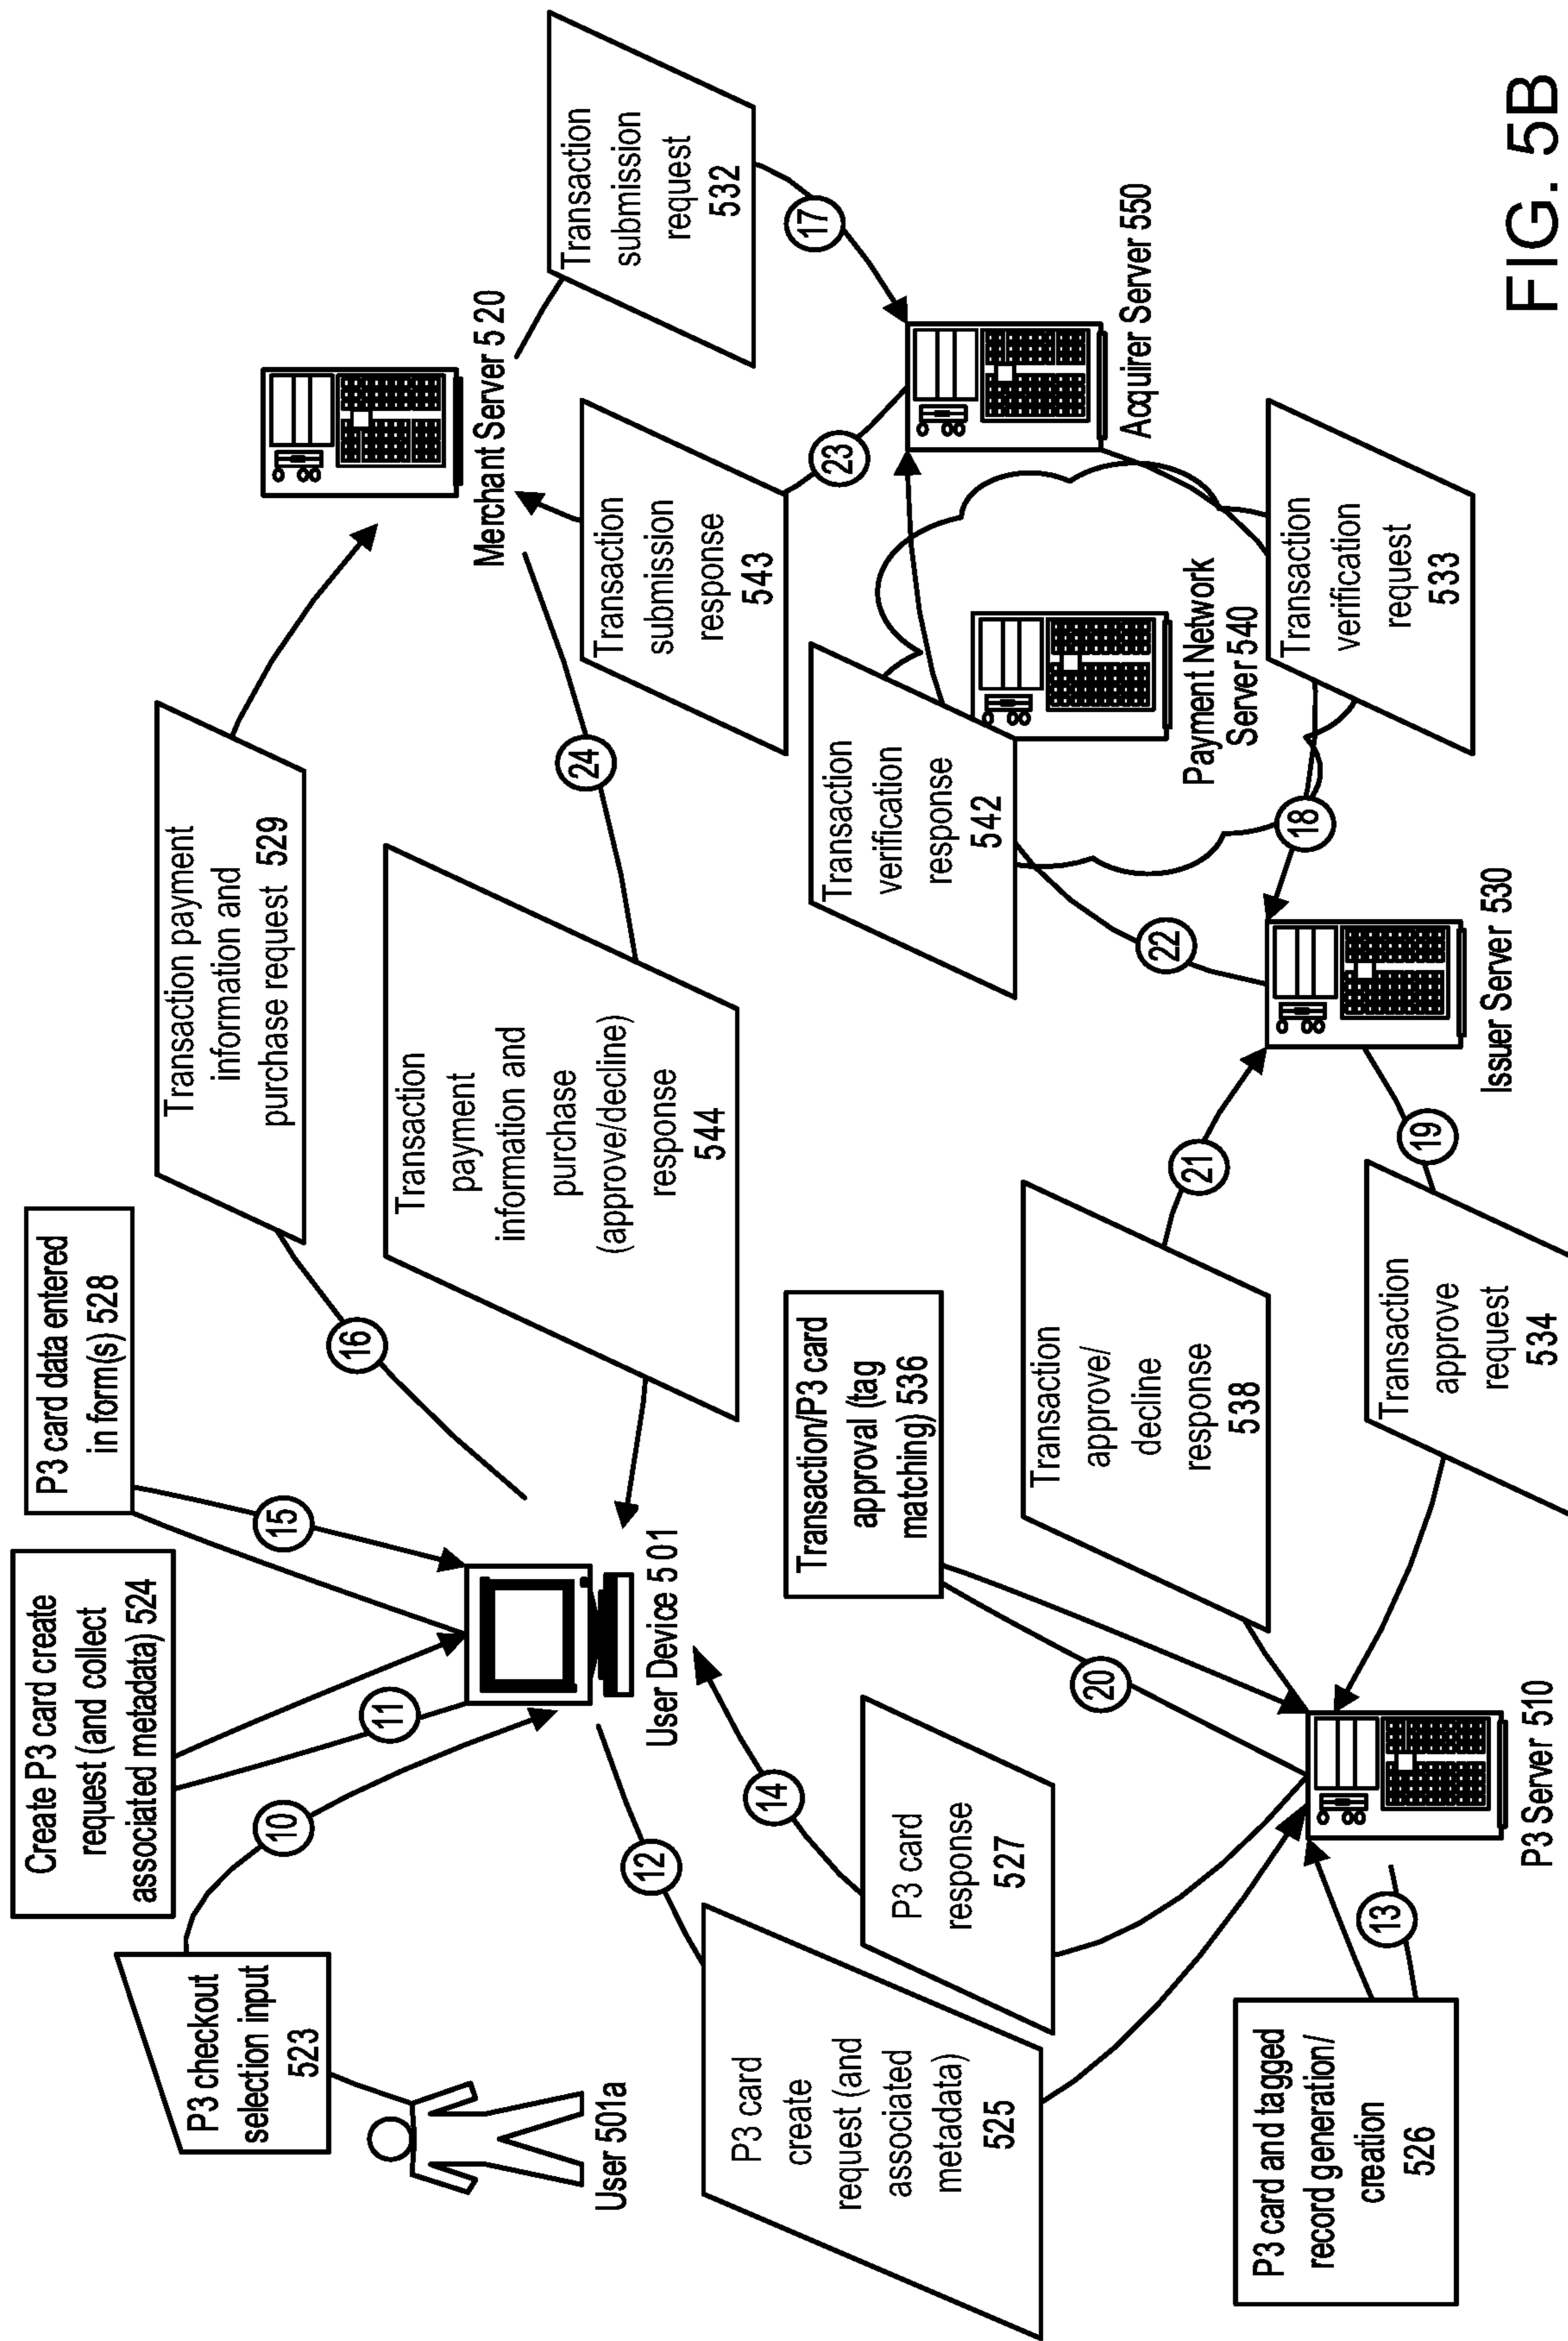 P3 checkout
selection input
523
User 501a
10
Create P3 card create
request (and collect
associated metadata) 524
11
P3 card data entered
in form(s) 528
15
User Device 5 01
12
P3 card
create
request (and
associated
metadata)
525
P3 card and tagged
record generation/
creation
526
13
P3 Server 510
P3 card
response
527
14
16
Transaction payment
information and
purchase request 529
Merchant Server 5 20
Transaction
submission
request
532
17
Acquirer Server 550
Transaction
verification
request
533
18
Payment Network
Server 540
Issuer Server 530
19
Transaction
approve
request
534
Transaction/P3 card
approval (tag
matching) 536
20
Transaction
approve/
decline
response
538
21
22
Transaction
verification
response
542
23
Transaction
submission
response
543
24
Transaction
payment
information and
purchase
(approve/decline)
response
544
FIG. 5B